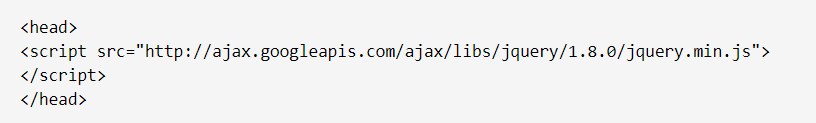 <head>
<script src="http://ajax.googleapis.com/ajax/libs/jquery/1.8.0/jquery.min.js">
</script>
</head>